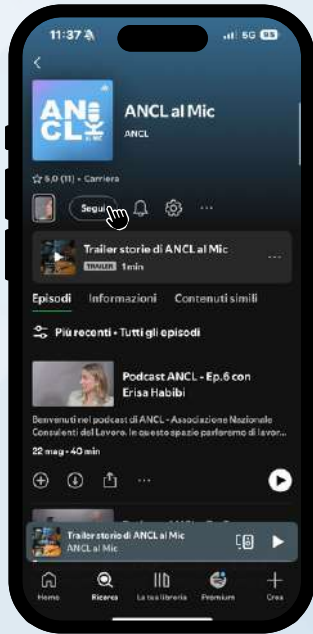 11:37
5G 93
ANCL AL MIC
ANCL al Mic
ANCL
5,0 (11) • Carriera
Segui
Trailer storie di ANCL al Mic
TRAILER 1min
Episodi Informazioni Contenuti simili
Più recenti • Tutti gli episodi
Podcast ANCL - Ep.6 con
Erisa Habibi
Benvenuti nel podcast di ANCL - Associazione Nazionale
Consulenti del Lavoro. In questo spazio parleremo di lavor...
22 mag • 40 min
Trailer storie di ANCL al Mic
ANCL al Mic
Home Ricerca La tua libreria Premium Crea